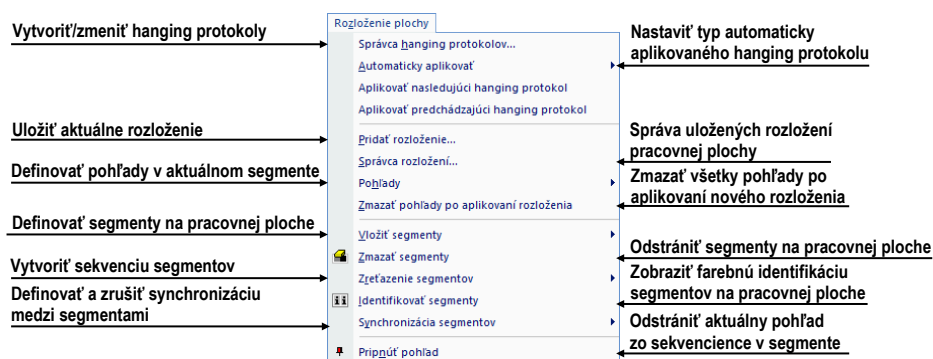 Rozloženie plochy
Vytvoriť/zmeniť hanging protokoly
Správca hanging protokolov...
Nastaviť typ automaticky
aplikovaného hanging protokolu
Automaticky aplikovať
Aplikovať nasledujúci hanging protokol
Aplikovať predchádzajúci hanging protokol
Uložiť aktuálne rozloženie
Pridať rozloženie...
Správa uložených rozložení
pracovnej plochy
Správca rozložení...
Definovať pohľady v aktuálnom segmente
Pohľady
Zmazať všetky pohľady po
aplikovaní nového rozloženia
Zmazať pohľady po aplikovaní rozloženia
Definovať segmenty na pracovnej ploche
Vložiť segmenty
Zmazať segmenty
Odstrániť segmenty na pracovnej ploche
Vytvoriť sekvenciu segmentov
Zreťazenie segmentov
Zobraziť farebnú identifikáciu
segmentov na pracovnej ploche
Identifikovať segmenty
Definovať a zrušiť synchronizáciu
medzi segmentami
Synchronizácia segmentov
Odstrániť aktuálny pohľad
zo sekvencience v segmente
Pripnúť pohľad